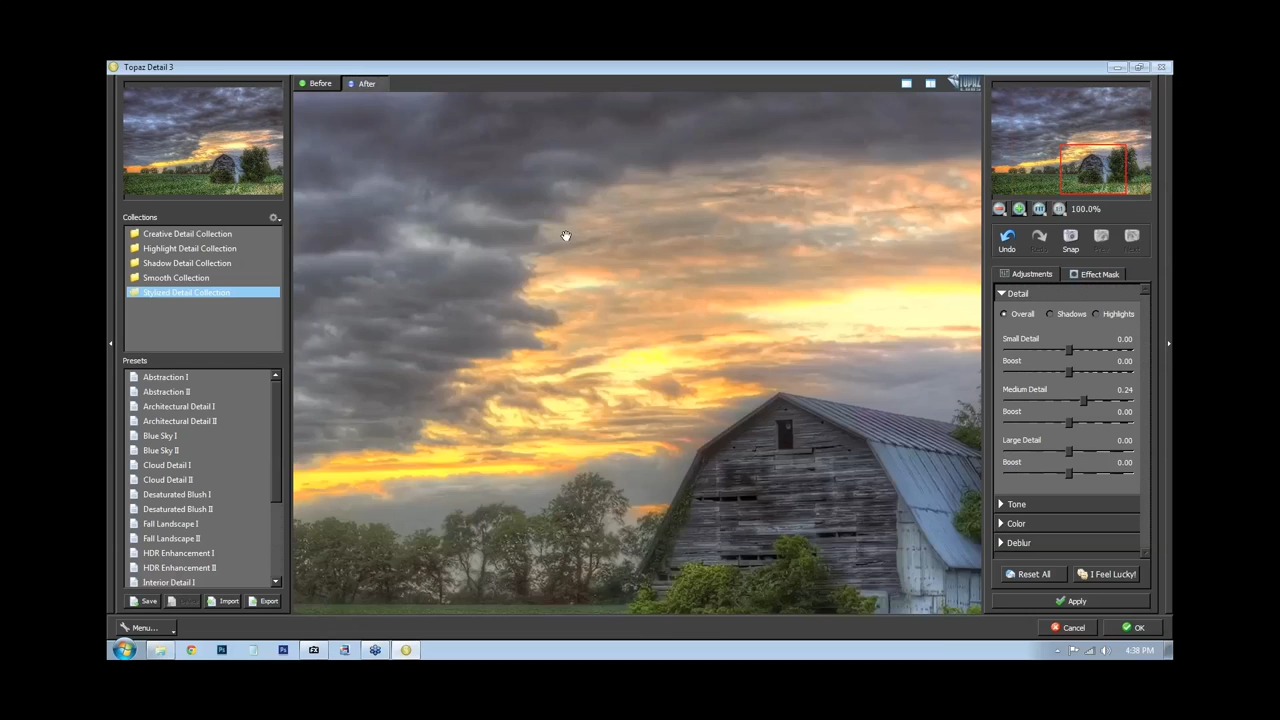 Topaz Detail 3
Before
After
TOPAZ
Collections
Creative Detail Collection
Highlight Detail Collection
Shadow Detail Collection
Smooth Collection
Stylized Detail Collection
Presets
Abstraction I
Abstraction II
Architectural Detail I
Architectural Detail II
Blue Sky I
Blue Sky II
Cloud Detail I
Cloud Detail II
Desaturated Blush I
Desaturated Blush II
Fall Landscape I
Fall Landscape II
HDR Enhancement I
HDR Enhancement II
Interior Detail I
Save
Import
Export
Menu...
100.0%
Undo
Redo
Snap
Adjustments
Effect Mask
Detail
Overall
Shadows
Highlights
Small Detail 0.00
Boost 0.00
Medium Detail 0.24
Boost 0.00
Large Detail 0.00
Boost 0.00
Tone
Color
Deblur
Reset All
I Feel Lucky!
Apply
Cancel
OK
4:38 PM